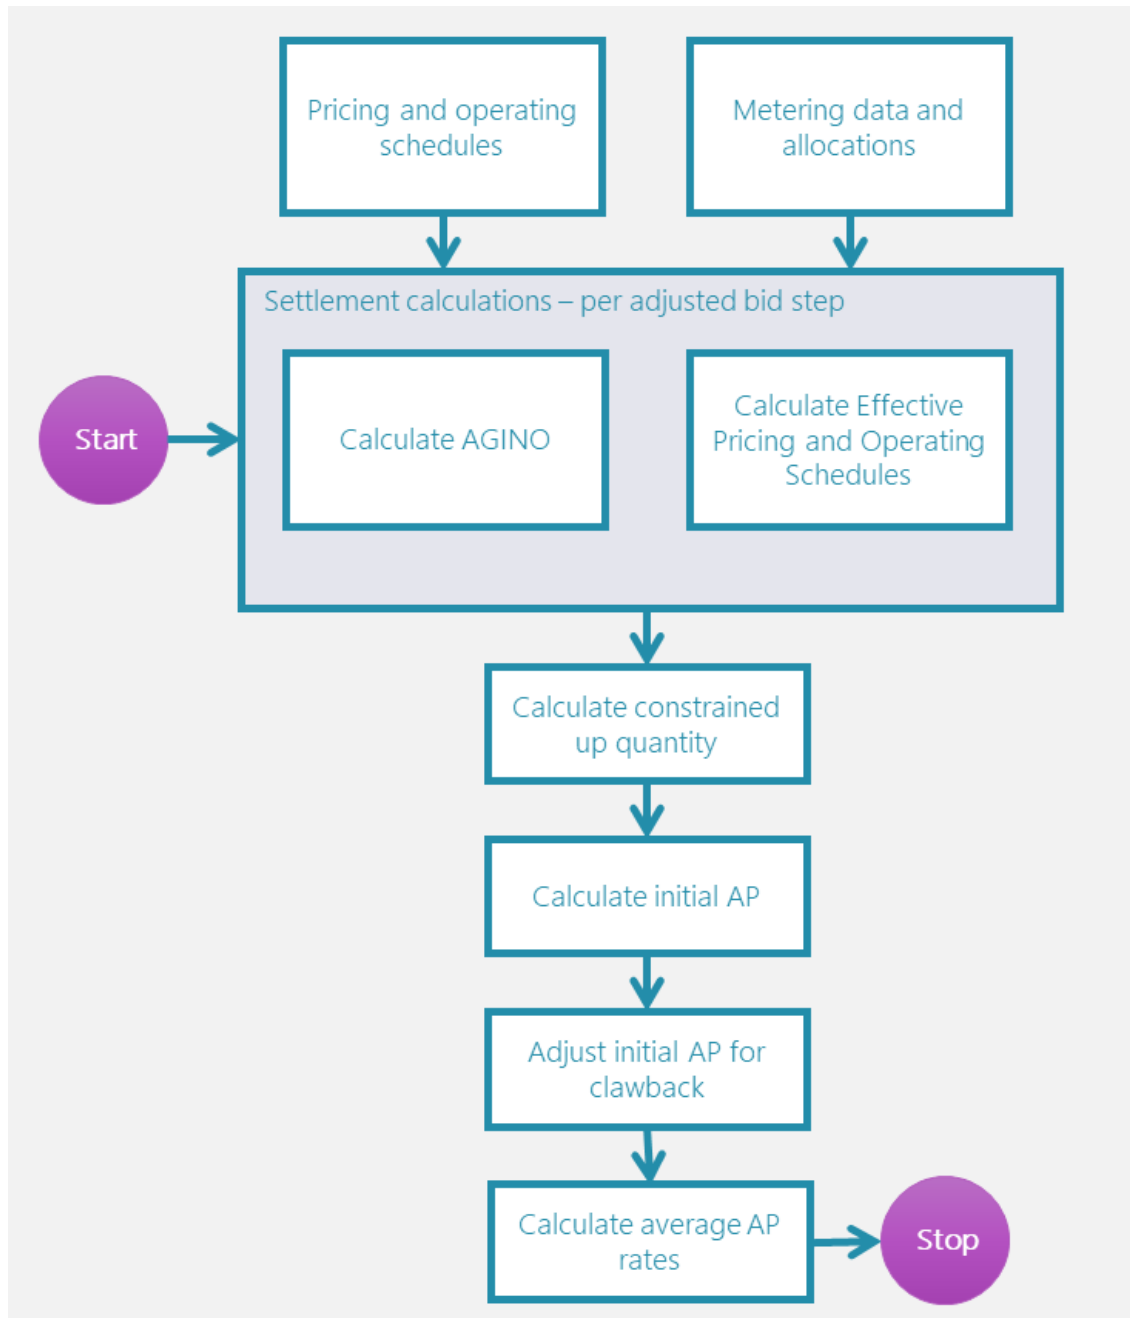 Pricing and operating
schedules
Metering data and
allocations
Settlement calculations – per adjusted bid step
Start
Calculate AGINO
Calculate Effective
Pricing and Operating
Schedules
Calculate constrained
up quantity
Calculate initial AP
Adjust initial AP for
clawback
Calculate average AP
rates
Stop